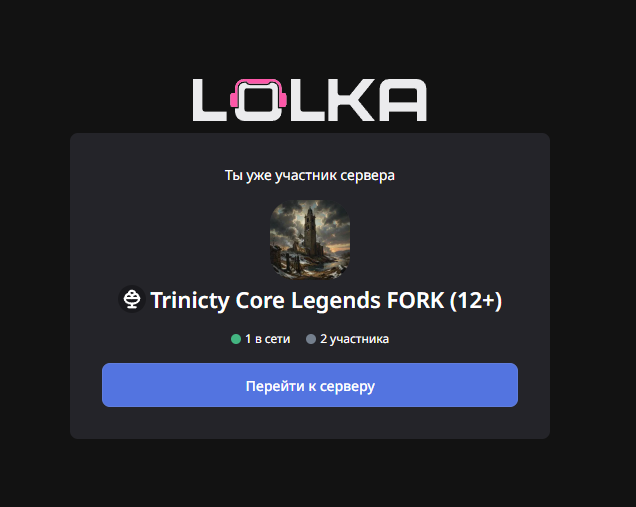 LOLKA
Ты уже участник сервера
Trinicty Core Legends FORK (12+)
1 в сети 2 участника
Перейти к серверу